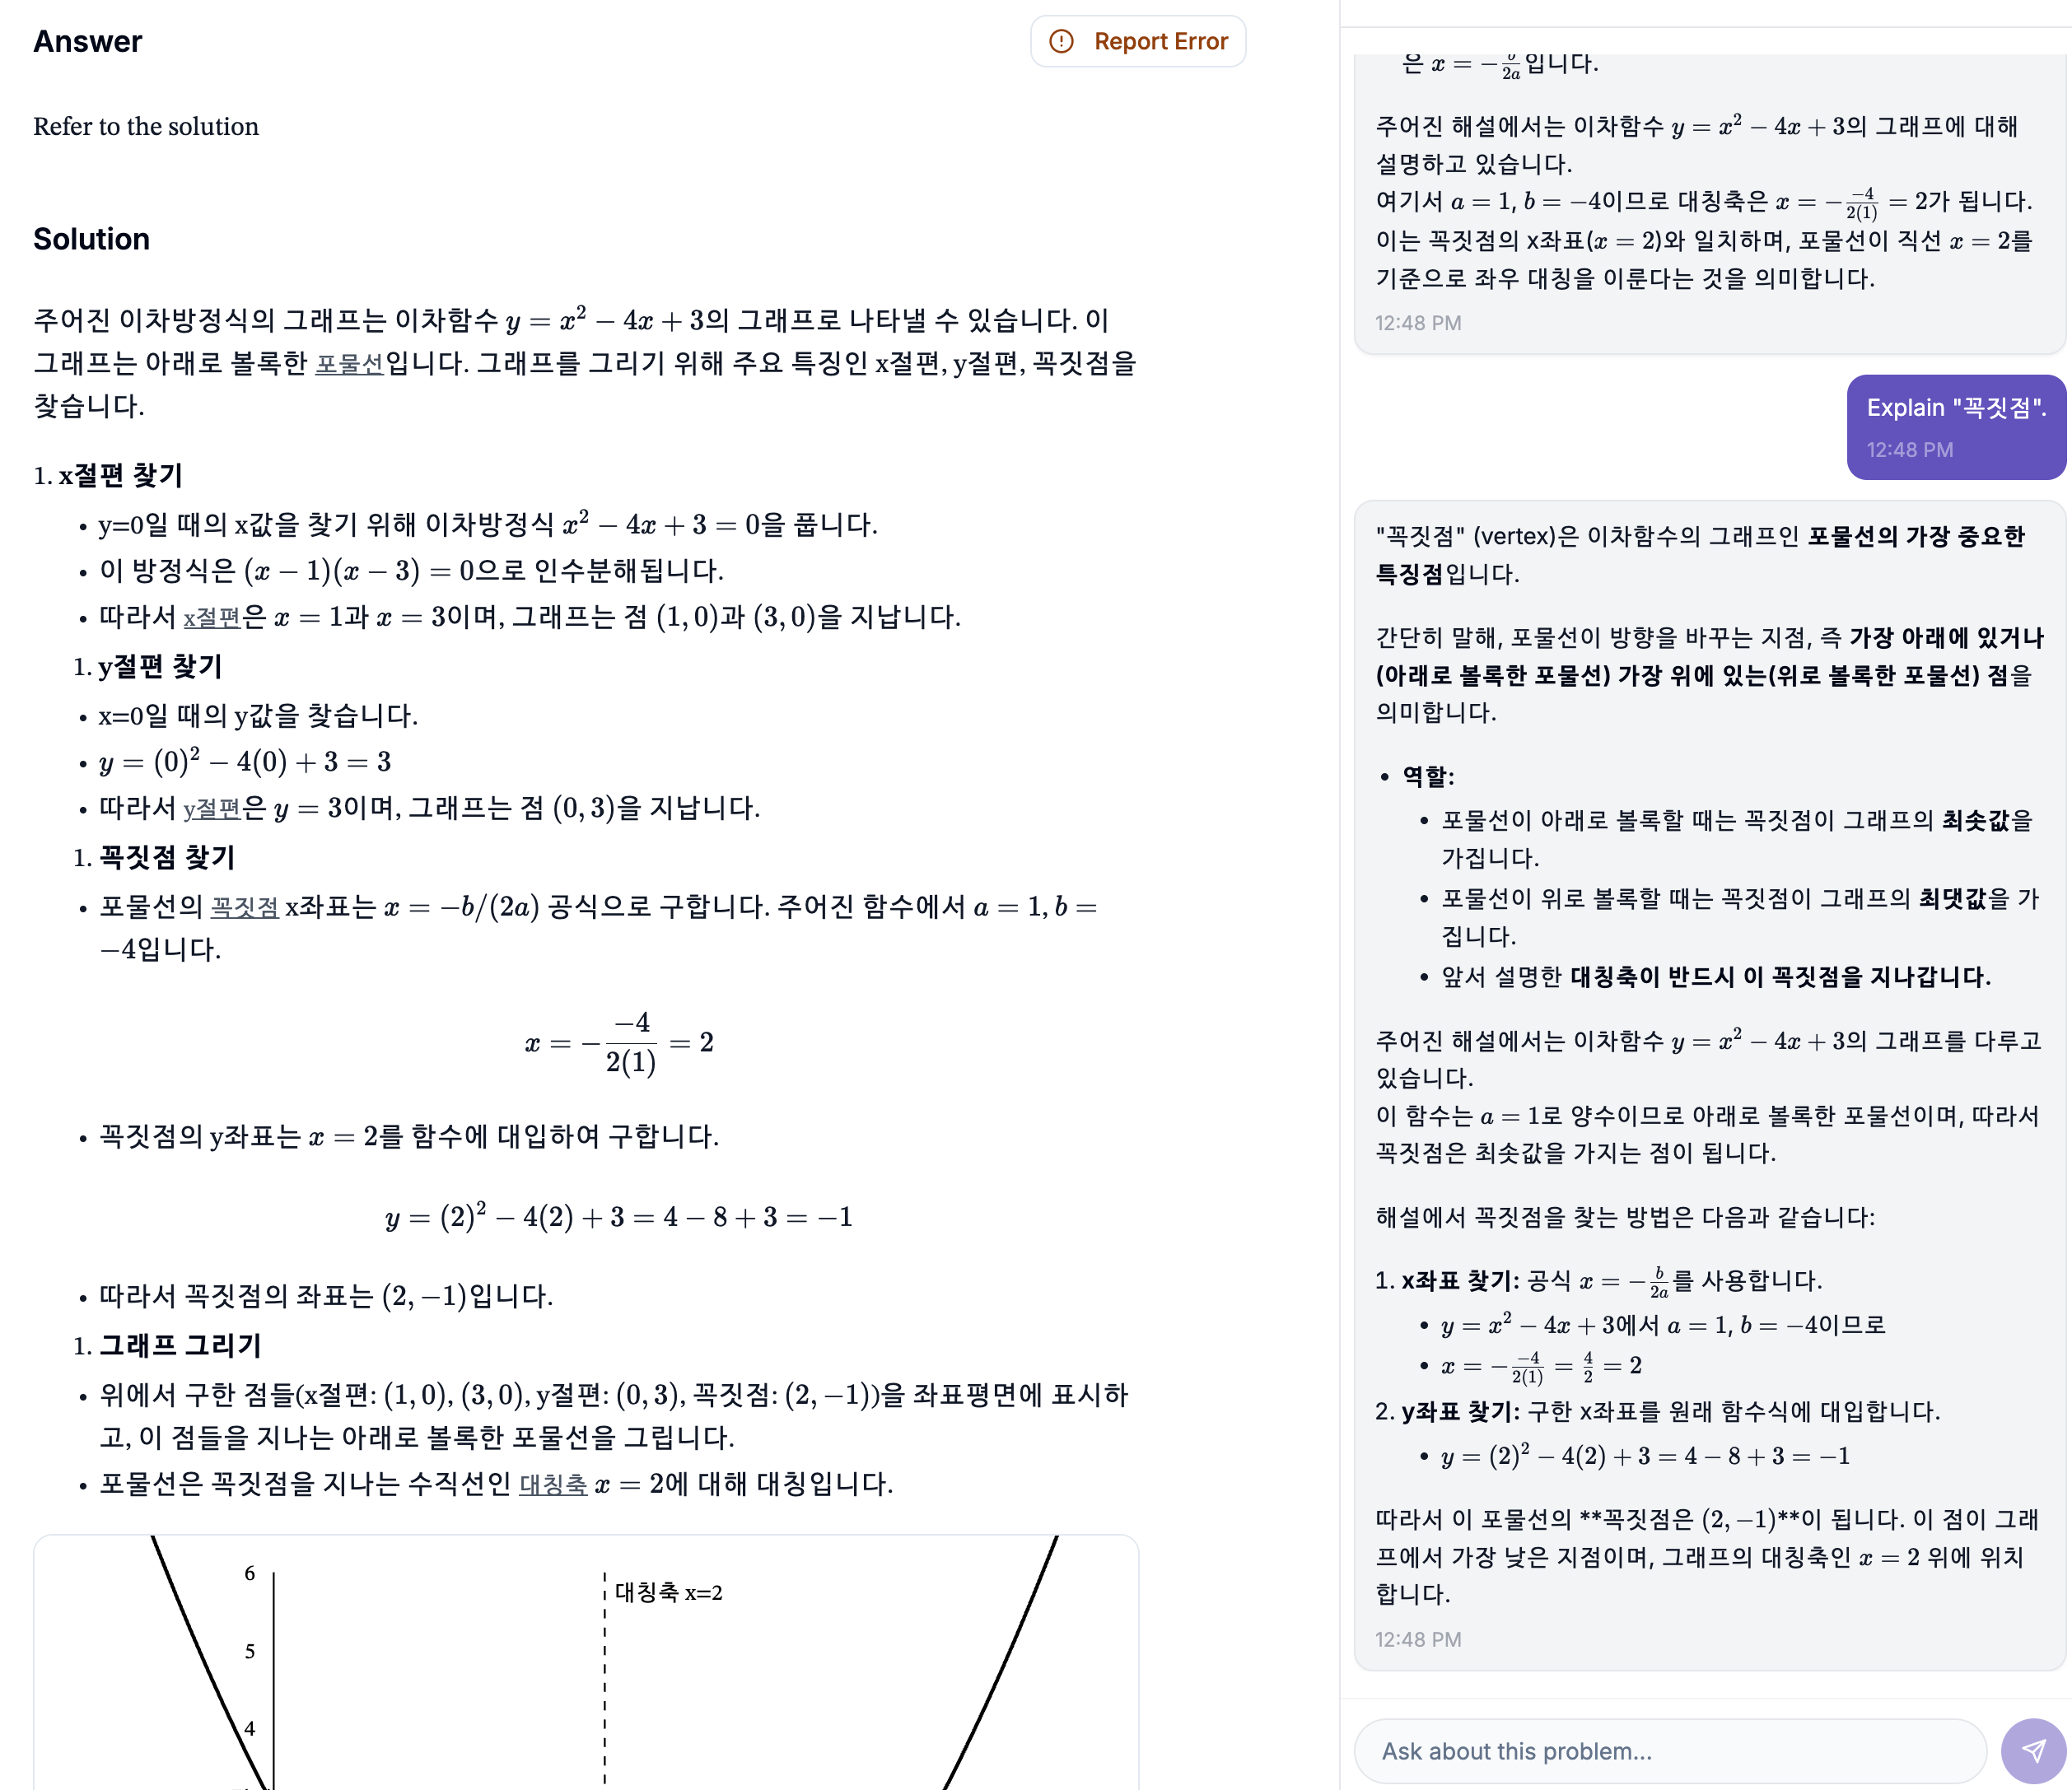 Answer
Report Error
Refer to the solution
Solution
주어진 이차방정식의 그래프는 이차함수 y = x² − 4x + 3의 그래프로 나타낼 수 있습니다. 이
그래프는 아래로 볼록한 포물선입니다. 그래프를 그리기 위해 주요 특징인 x절편, y절편, 꼭짓점을
찾습니다.
1. x절편 찾기
• y=0일 때의 x값을 찾기 위해 이차방정식 x² − 4x + 3 = 0을 풉니다.
• 이 방정식은 (x − 1)(x − 3) = 0으로 인수분해됩니다.
• 따라서 x절편은 x = 1과 x = 3이며, 그래프는 점 (1, 0)과 (3, 0)을 지납니다.
1. y절편 찾기
• x=0일 때의 y값을 찾습니다.
• y = (0)² − 4(0) + 3 = 3
• 따라서 y절편은 y = 3이며, 그래프는 점 (0, 3)을 지납니다.
1. 꼭짓점 찾기
• 포물선의 꼭짓점 x좌표는 x = −b/(2a) 공식으로 구합니다. 주어진 함수에서 a = 1, b =
−4입니다.
x = − −4/2(1) = 2
• 꼭짓점의 y좌표는 x = 2를 함수에 대입하여 구합니다.
y = (2)² − 4(2) + 3 = 4 − 8 + 3 = −1
• 따라서 꼭짓점의 좌표는 (2, −1)입니다.
1. 그래프 그리기
• 위에서 구한 점들(x절편: (1, 0), (3, 0), y절편: (0, 3), 꼭짓점: (2, −1))을 좌표평면에 표시하
고, 이 점들을 지나는 아래로 볼록한 포물선을 그립니다.
• 포물선은 꼭짓점을 지나는 수직선인 대칭축 x = 2에 대해 대칭입니다.
6
대칭축 x=2
5
4
은 x = − b/2a 입니다.
주어진 해설에서는 이차함수 y = x² − 4x + 3의 그래프에 대해
설명하고 있습니다.
여기서 a = 1, b = −4이므로 대칭축은 x = − −4/2(1) = 2가 됩니다.
이는 꼭짓점의 x좌표(x = 2)와 일치하며, 포물선이 직선 x = 2를
기준으로 좌우 대칭을 이룬다는 것을 의미합니다.
12:48 PM
Explain "꼭짓점".
12:48 PM
"꼭짓점" (vertex)은 이차함수의 그래프인 포물선의 가장 중요한
특징점입니다.
간단히 말해, 포물선이 방향을 바꾸는 지점, 즉 가장 아래에 있거나
(아래로 볼록한 포물선) 가장 위에 있는(위로 볼록한 포물선) 점을
의미합니다.
• 역할:
• 포물선이 아래로 볼록할 때는 꼭짓점이 그래프의 최솟값을
가집니다.
• 포물선이 위로 볼록할 때는 꼭짓점이 그래프의 최댓값을 가
집니다.
• 앞서 설명한 대칭축이 반드시 이 꼭짓점을 지나갑니다.
주어진 해설에서는 이차함수 y = x² − 4x + 3의 그래프를 다루고
있습니다.
이 함수는 a = 1로 양수이므로 아래로 볼록한 포물선이며, 따라서
꼭짓점은 최솟값을 가지는 점이 됩니다.
해설에서 꼭짓점을 찾는 방법은 다음과 같습니다:
1. x좌표 찾기: 공식 x = − b/2a 를 사용합니다.
• y = x² − 4x + 3에서 a = 1, b = −4이므로
• x = − −4/2(1) = 4/2 = 2
2. y좌표 찾기: 구한 x좌표를 원래 함수식에 대입합니다.
• y = (2)² − 4(2) + 3 = 4 − 8 + 3 = −1
따라서 이 포물선의 **꼭짓점은 (2, −1)**이 됩니다. 이 점이 그래
프에서 가장 낮은 지점이며, 그래프의 대칭축인 x = 2 위에 위치
합니다.
12:48 PM
Ask about this problem...